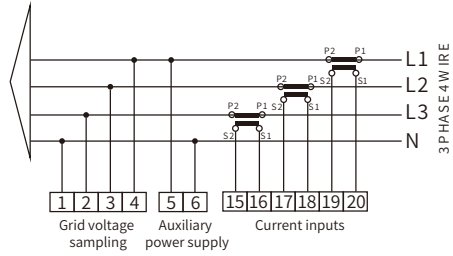 P2 P1
L1
P2 P1 S2 S1
L2
P2 P1 S2 S1
L3
S2 S1
N
3 PHASE 4 WIRE
1 2 3 4 5 6 15 16 17 18 19 20
Grid voltage sampling
Auxiliary power supply
Current inputs